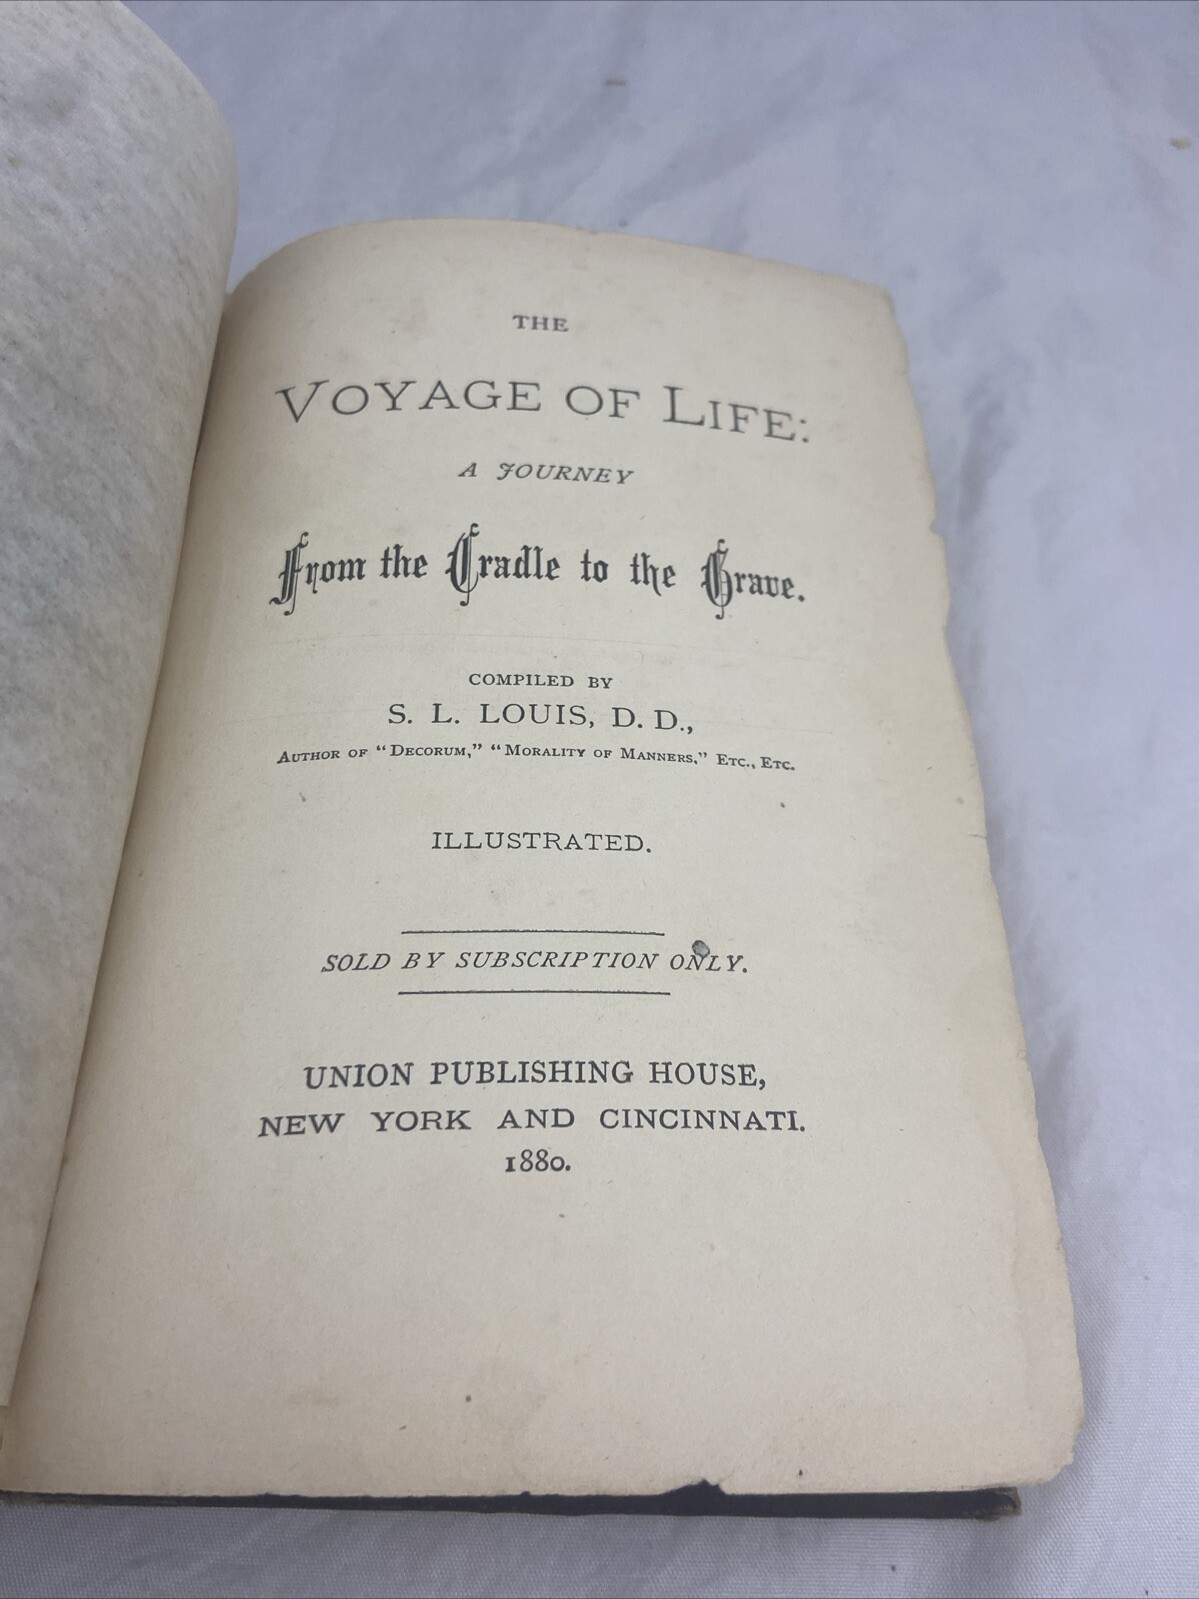 THE
VOYAGE OF LIFE:
A JOURNEY
From the Cradle to the Grave.
COMPILED BY
S. L. LOUIS, D. D.,
AUTHOR OF "DECORUM," "MORALITY OF MANNERS," ETC., ETC.
ILLUSTRATED.
SOLD BY SUBSCRIPTION ONLY.
UNION PUBLISHING HOUSE,
NEW YORK AND CINCINNATI.
1880.